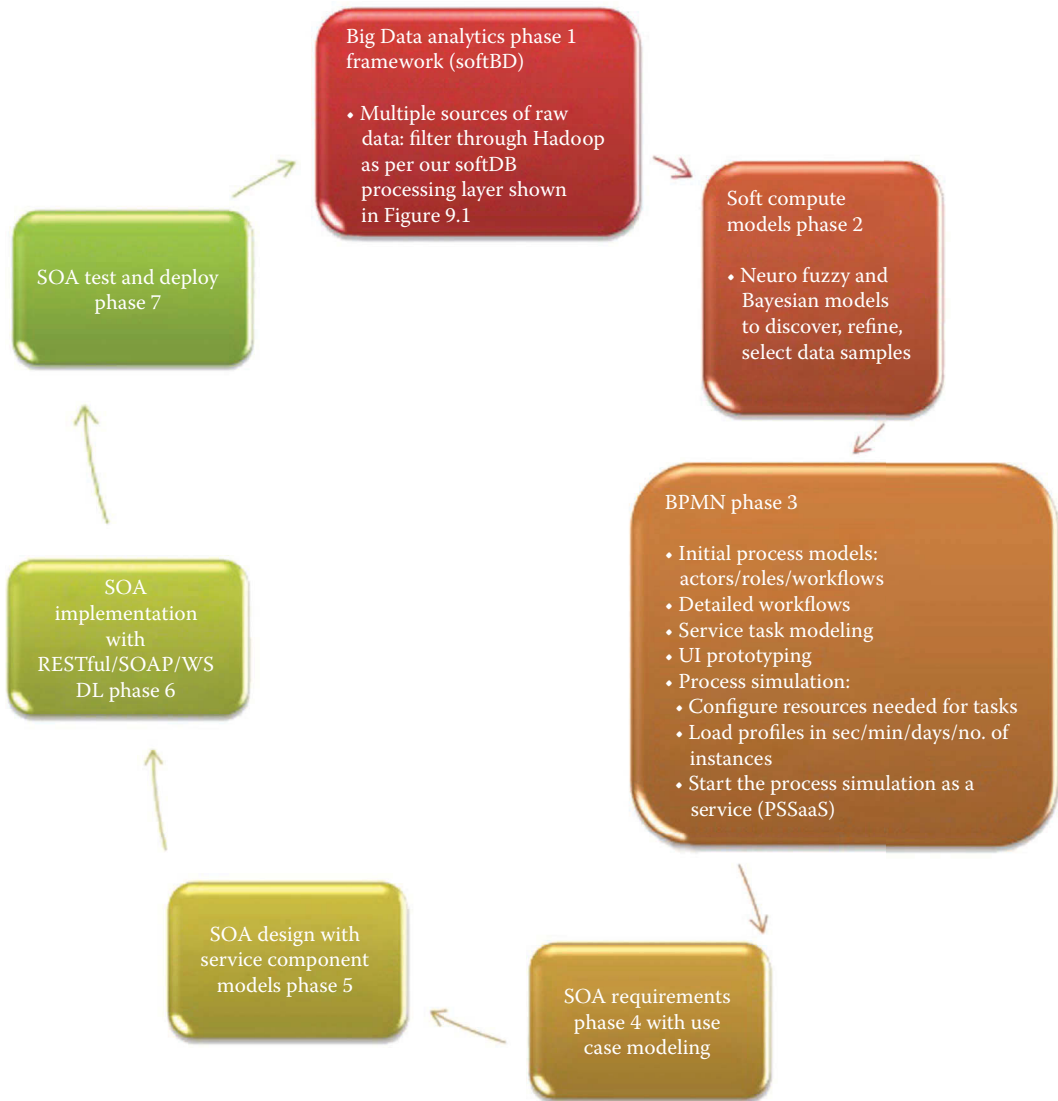 Big Data analytics phase 1
framework (softBD)
• Multiple sources of raw
data: filter through Hadoop
as per our softDB
processing layer shown
in Figure 9.1
Soft compute
models phase 2
• Neuro fuzzy and
Bayesian models
to discover, refine,
select data samples
BPMN phase 3
• Initial process models:
actors/roles/workflows
• Detailed workflows
• Service task modeling
• UI prototyping
• Process simulation:
• Configure resources needed for tasks
• Load profiles in sec/min/days/no. of
instances
• Start the process simulation as a
service (PSSaaS)
SOA requirements
phase 4 with use
case modeling
SOA design with
service component
models phase 5
SOA
implementation
with
RESTful/SOAP/WS
DL phase 6
SOA test and deploy
phase 7